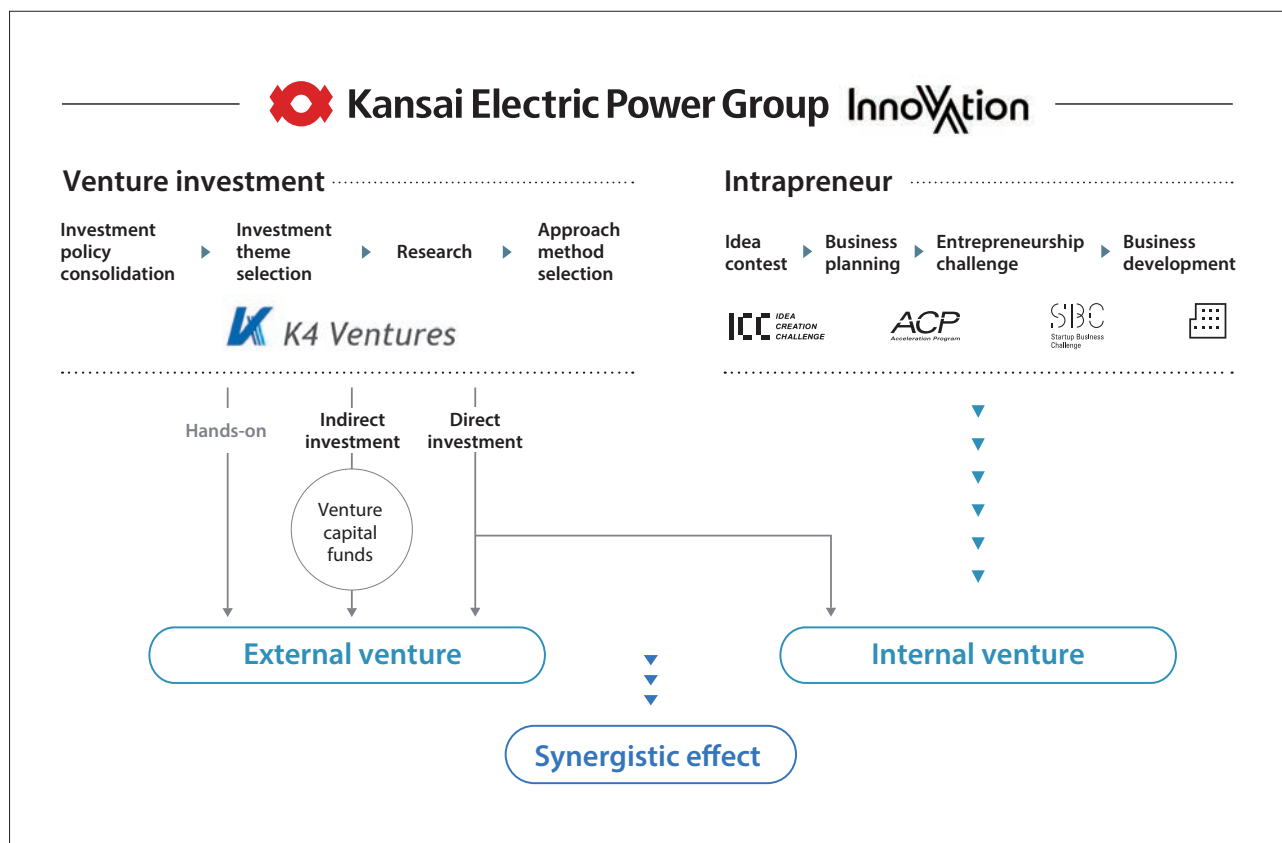 Kansai Electric Power Group InnoVAtion
Venture investment
Investment
policy
consolidation
Investment
theme
selection
Research
Approach
method
selection
K4 Ventures
Intrapreneur
Idea
contest
Business
planning
Entrepreneurship
challenge
Business
development
ICC IDEA
CREATION
CHALLENGE
ACP
Acceleration Program
SBC
Startup Business
Challenge
Hands-on
Indirect
investment
Direct
investment
Venture
capital
funds
External venture
Internal venture
Synergistic effect